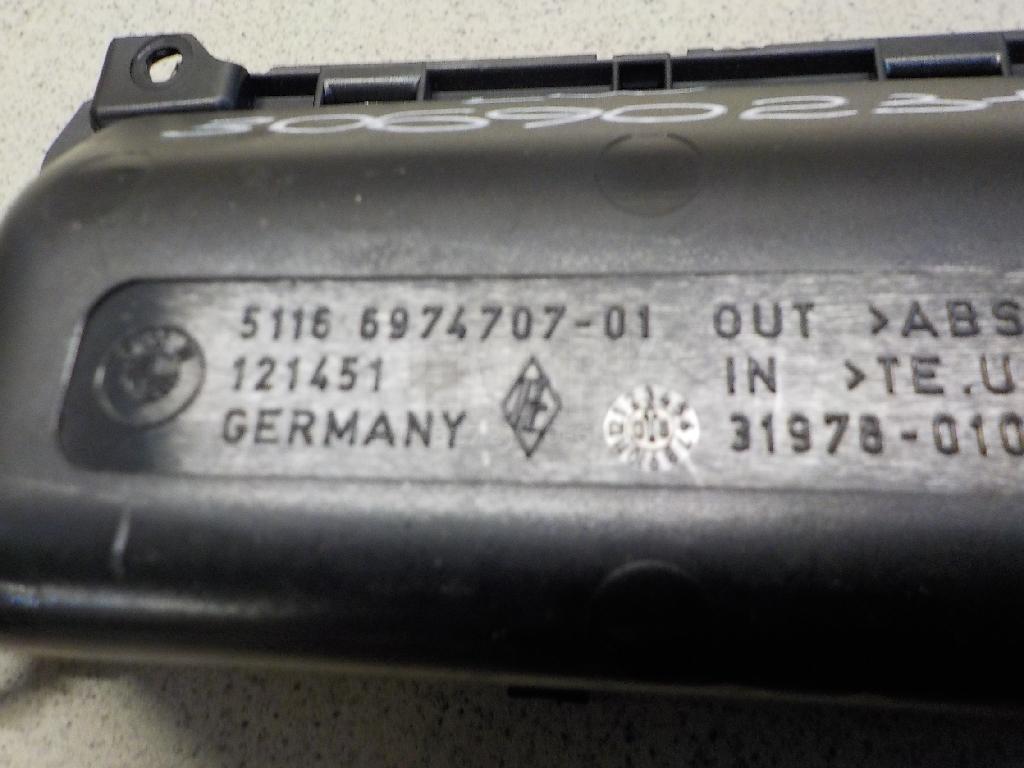 5069023
5116 6974707-01
121451
GERMANY
OUT >ABS
IN >TE.U
31978-010